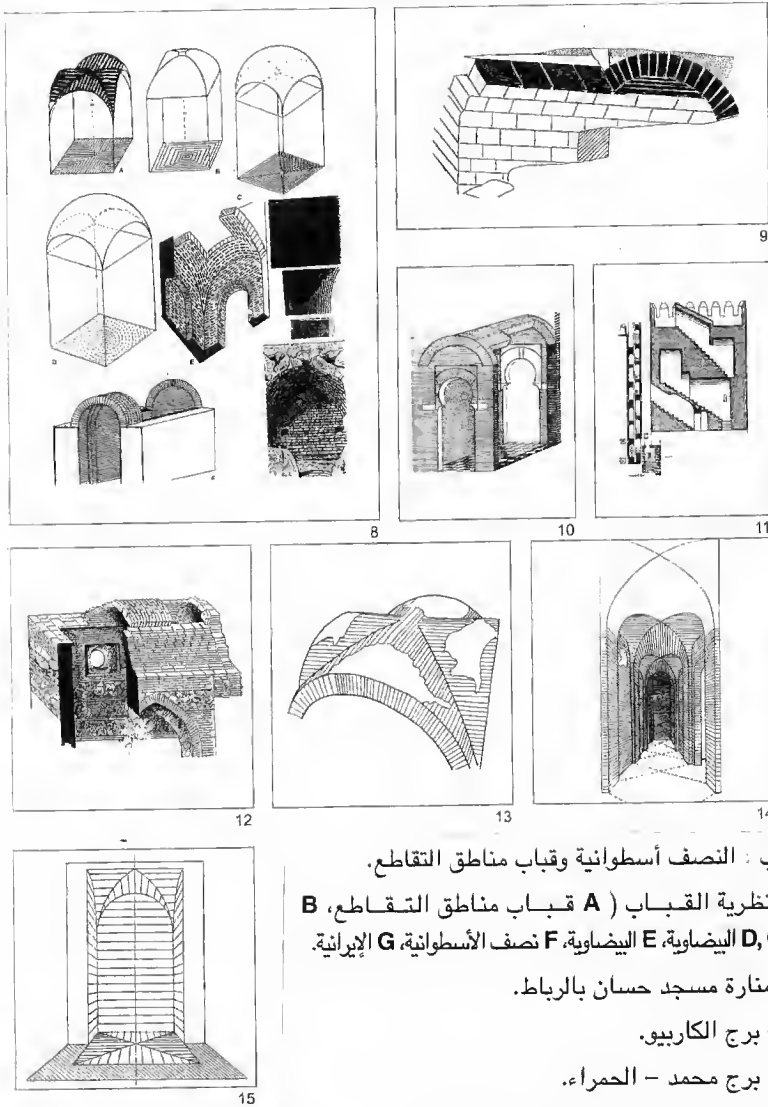 A
B
C
D
E
8
9
10
11
12
13
14
15
: النصف أسطوانية وقباب مناطق التقاطع.
نظرية القباب ( A قباب مناطق التقاطع، B
D, البيضاوية، E البيضاوية، F نصف الأسطوانية، G الإيرانية.
منارة مسجد حسان بالرباط.
برج الكاربيو.
برج محمد – الحمراء.